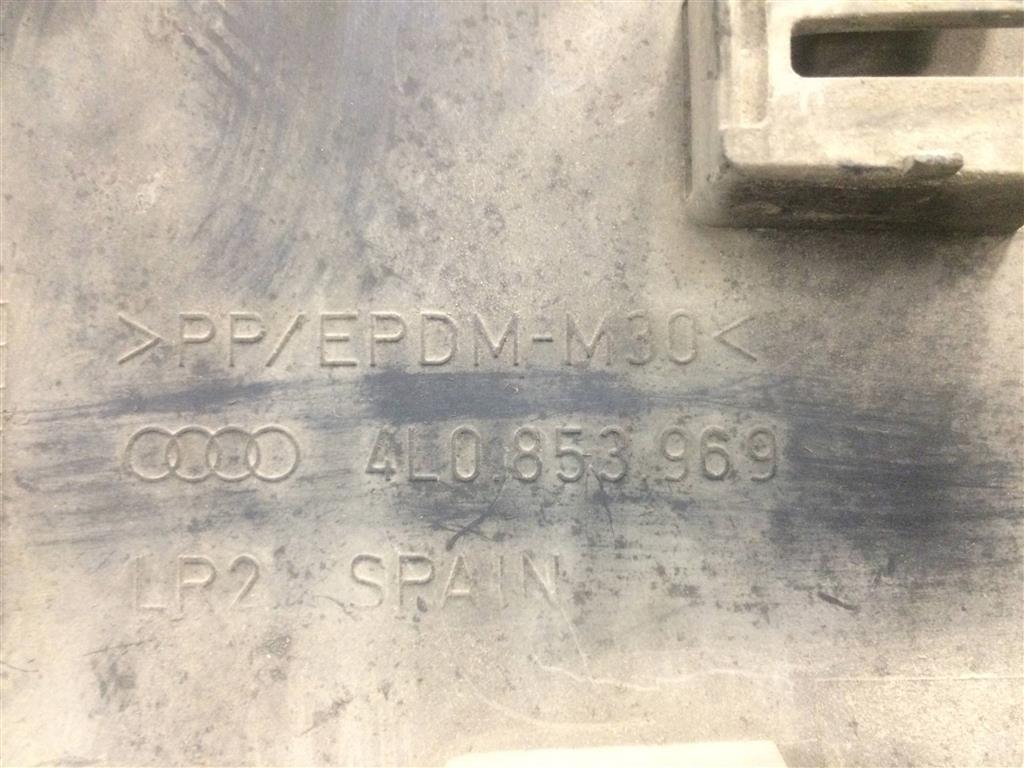 >PP/EPDM-M30<
4L0.853.969
LR2 SPAIN